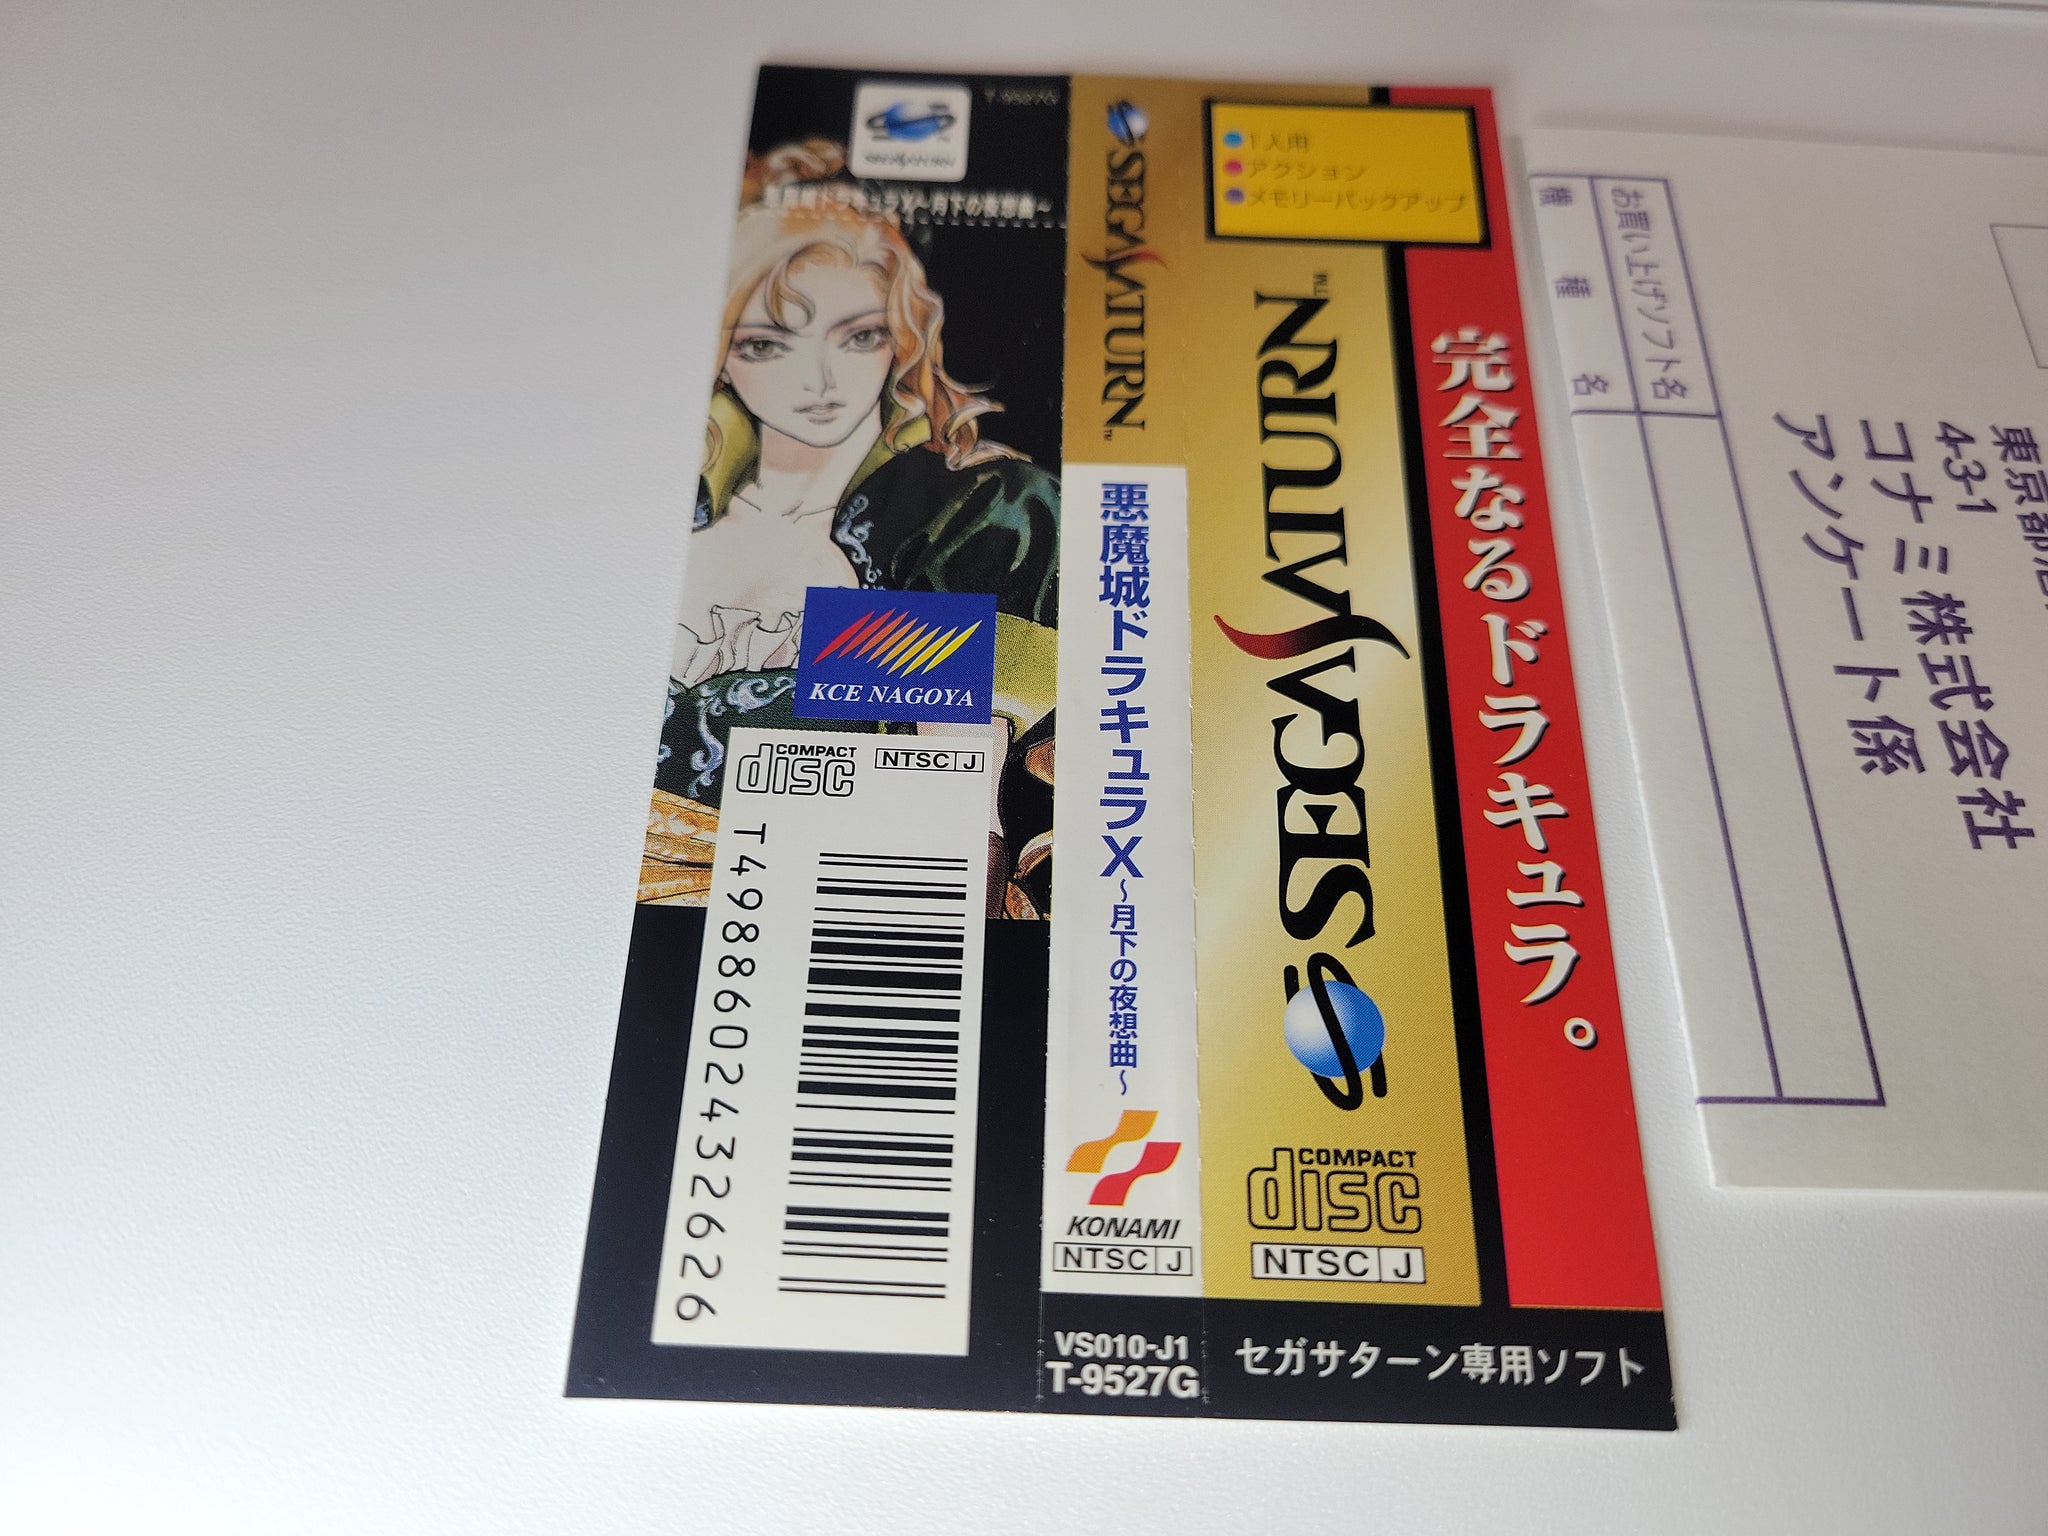 T-9527G
SEGA SATURN
悪魔城ドラキュラX〜月下の夜想曲〜
KCE NAGOYA
COMPACT
disc
NTSC J
T4988602432626
SEGA SATURN™
悪魔城ドラキュラX〜月下の夜想曲〜
KONAMI
NTSC J
VS010-J1
T-9527G
1人用
アクション
メモリーバックアップ
SEGA SATURN™
COMPACT
disc
NTSC J
完全なるドラキュラ。
セガサターン専用ソフト
お買い上げソフト名
機種名
4-3-1
コナミ株式会社
アンケート係